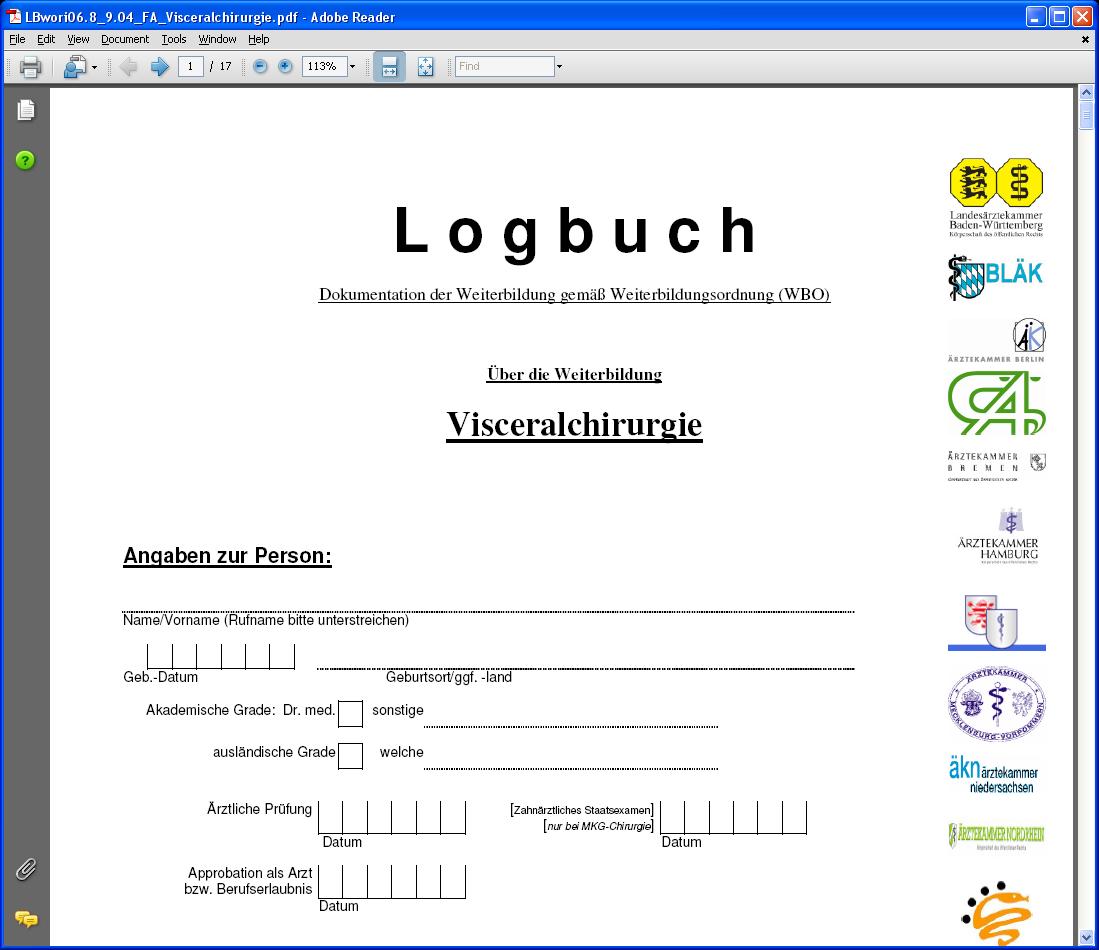 LBwori06.8_9.04_FA_Visceralchirurgie.pdf - Adobe Reader
File Edit View Document Tools Window Help
1 / 17 113% Find
Logbuch
Dokumentation der Weiterbildung gemäß Weiterbildungsordnung (WBO)
Über die Weiterbildung
Visceralchirurgie
Angaben zur Person:
Name/Vorname (Rufname bitte unterstreichen)
Geb.-Datum Geburtsort/ggf. -land
Akademische Grade: Dr. med. sonstige
ausländische Grade welche
Ärztliche Prüfung [Zahnärztliches Staatsexamen]
[nur bei MKG-Chirurgie]
Datum Datum
Approbation als Arzt
bzw. Berufserlaubnis
Datum
Landesärztekammer
Baden-Württemberg
Körperschaft des öffentlichen Rechts
BLÄK
ÄK
ÄRZTEKAMMER BERLIN
ÄRZTEKAMMER
BREMEN
ÄRZTEKAMMER
HAMBURG
ÄRZTEKAMMER
MECKLENBURG-VORPOMMERN
äkn ärztekammer
niedersachsen
ÄRZTEKAMMER NORDRHEIN